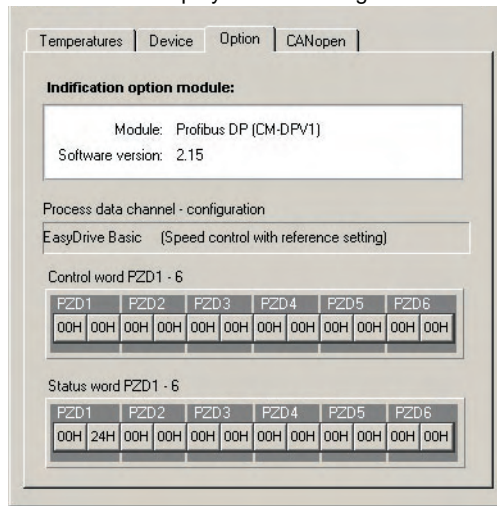 Temperatures Device Option CANopen
Indification option module:
Module: Profibus DP (CM-DPV1)
Software version: 2.15
Process data channel - configuration
EasyDrive Basic (Speed control with reference setting)
Control word PZD1 - 6
PZD1 PZD2 PZD3 PZD4 PZD5 PZD6
00H 00H 00H 00H 00H 00H 00H 00H 00H 00H 00H 00H
Status word PZD1 - 6
PZD1 PZD2 PZD3 PZD4 PZD5 PZD6
00H 24H 00H 00H 00H 00H 00H 00H 00H 00H 00H 00H